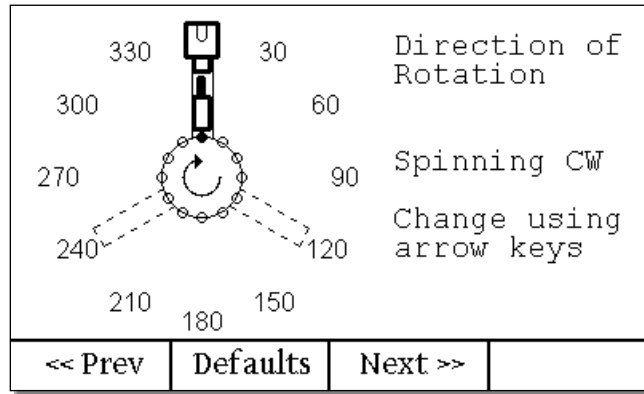 330
30
300
60
270
90
240
120
210
150
180
Direction of
Rotation
Spinning CW
Change using
arrow keys
<< Prev
Defaults
Next >>